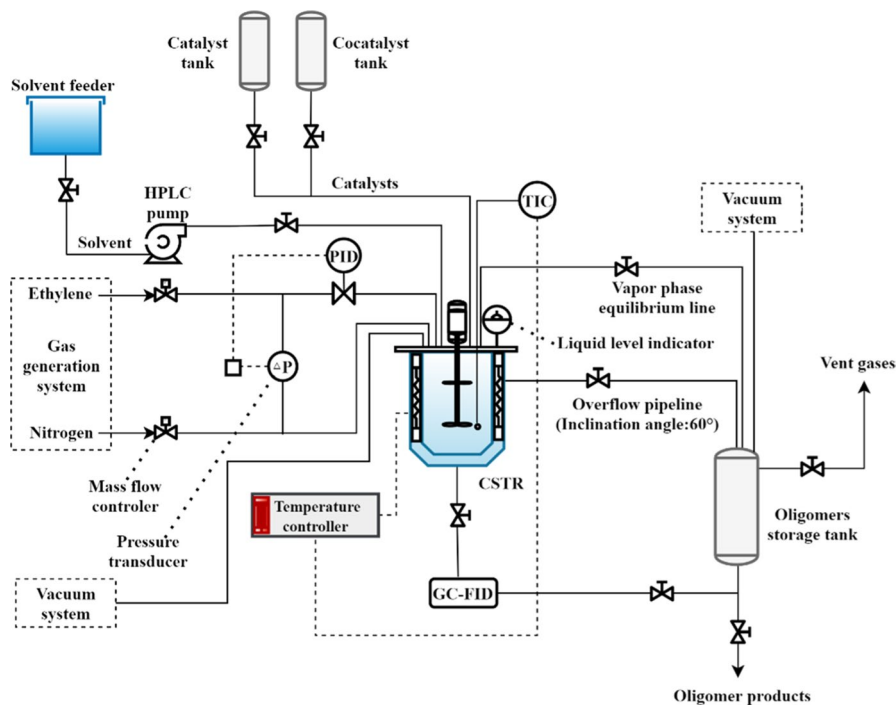 Catalyst
tank
Cocatalyst
tank
Solvent feeder
Catalysts
HPLC
pump
Solvent
TIC
Vacuum
system
PID
Ethylene
Vapor phase
equilibrium line
Gas
generation
system
△P
Liquid level indicator
Vent gases
Overflow pipeline
(Inclination angle:60°)
Nitrogen
Mass flow
controler
CSTR
Temperature
controller
Oligomers
storage tank
Pressure
transducer
Vacuum
system
GC-FID
Oligomer products